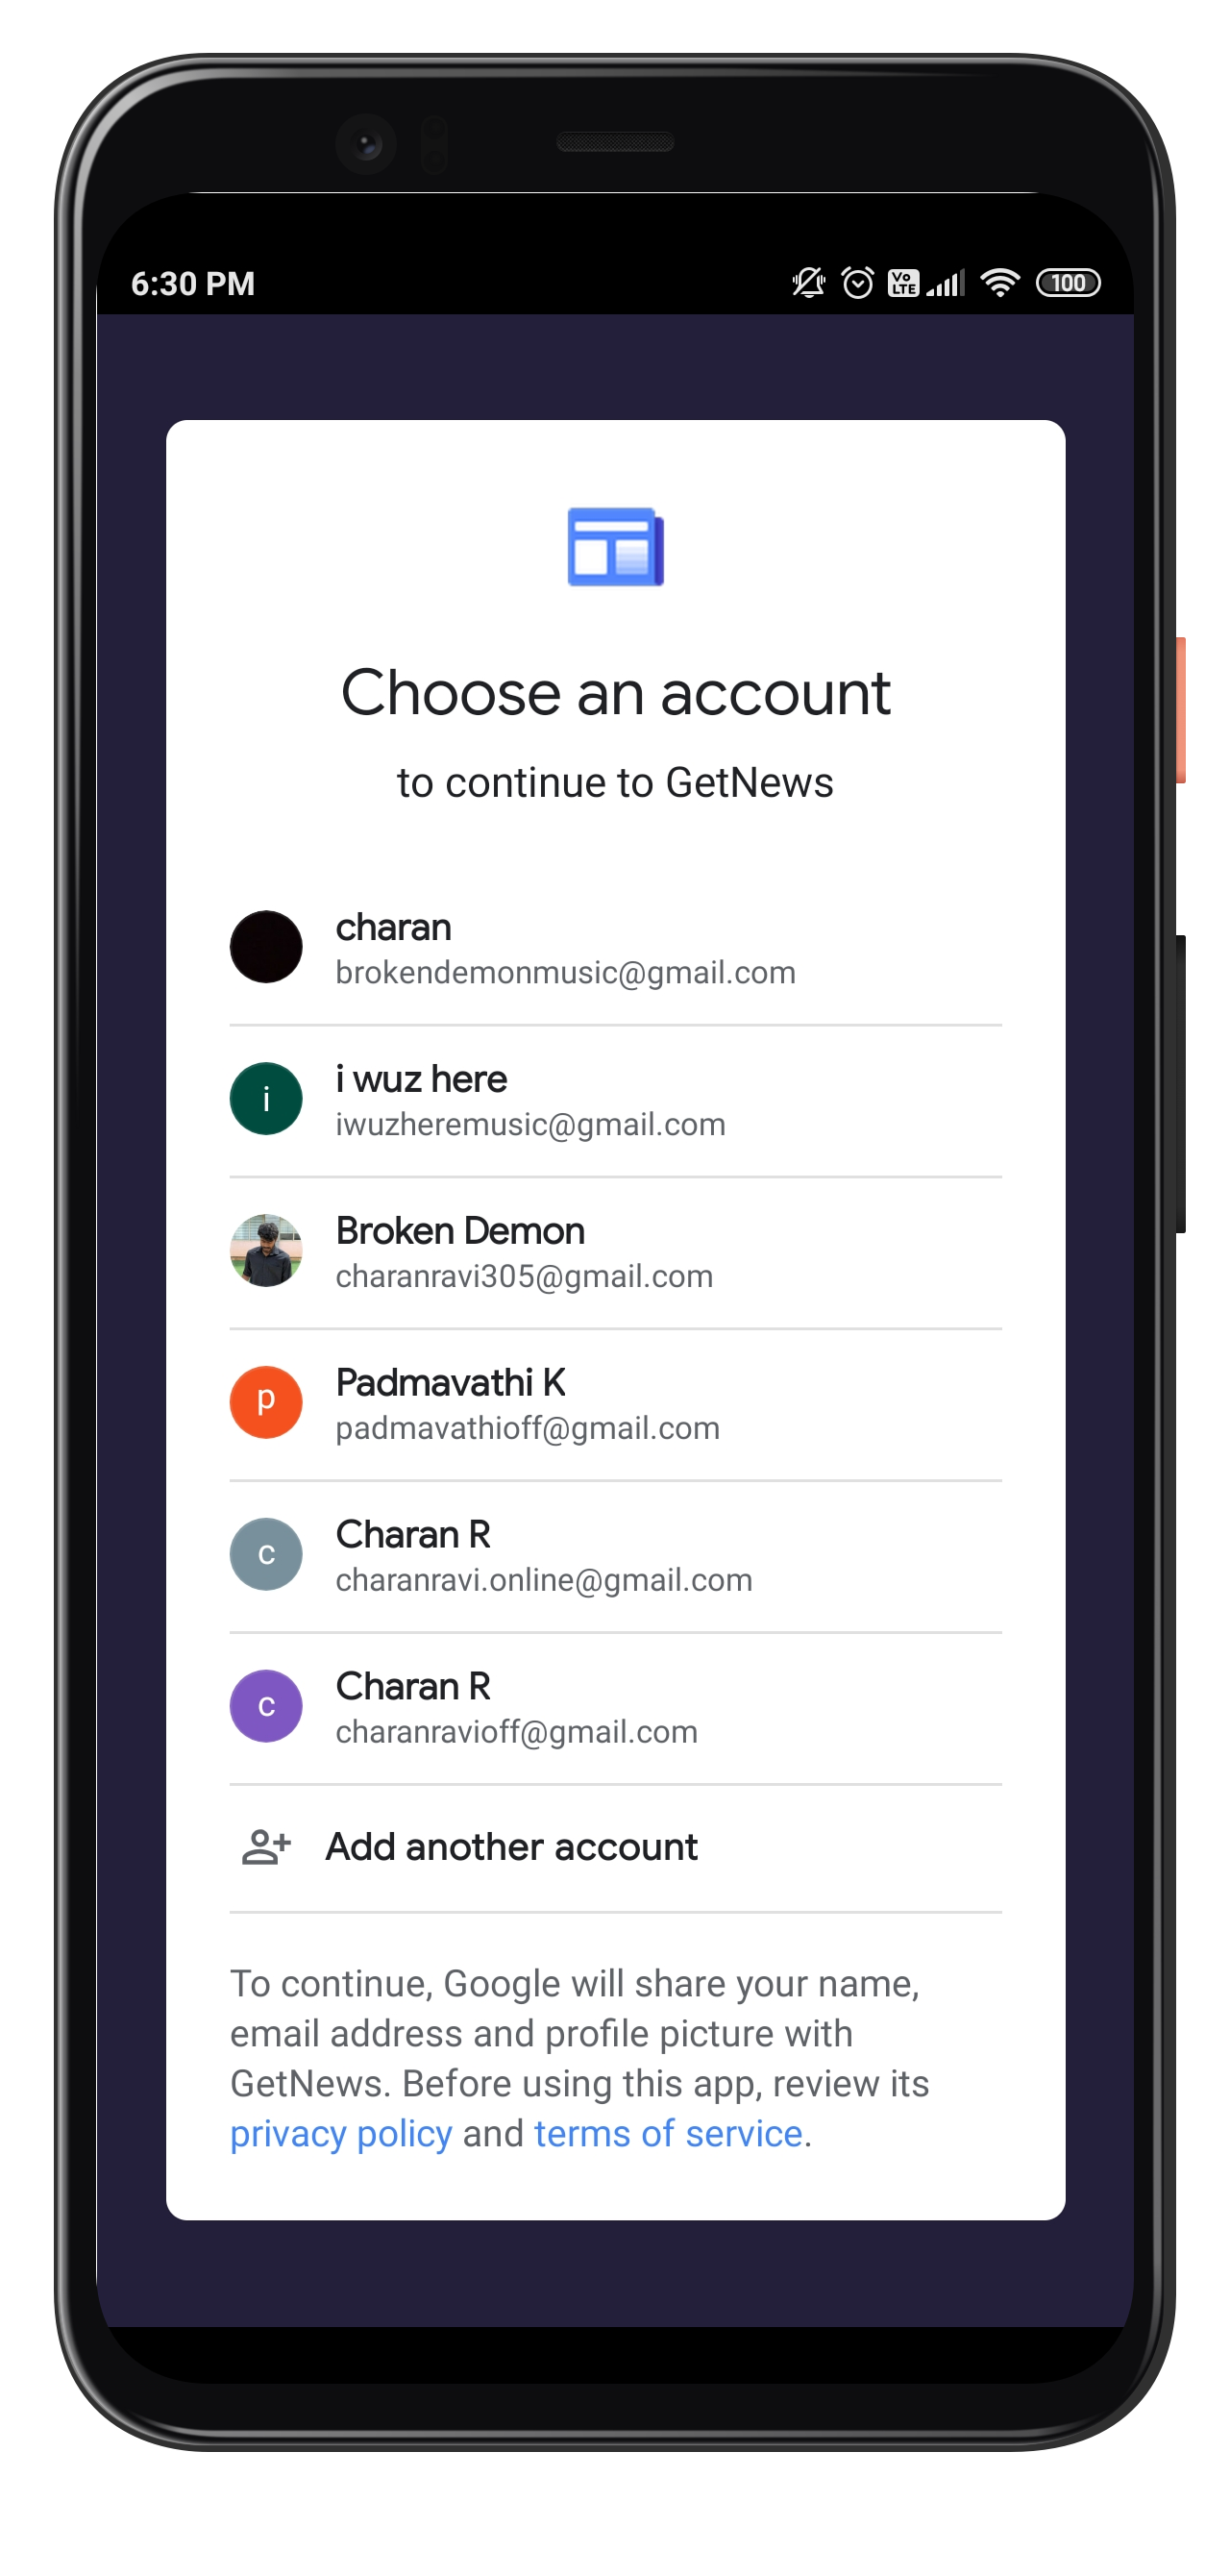 6:30 PM
Vo
LTE
100
Choose an account
to continue to GetNews
charan
brokendemonmusic@gmail.com
i
i wuz here
iwuzheremusic@gmail.com
Broken Demon
charanravi305@gmail.com
p
Padmavathi K
padmavathioff@gmail.com
c
Charan R
charanravi.online@gmail.com
c
Charan R
charanravioff@gmail.com
Add another account
To continue, Google will share your name,
email address and profile picture with
GetNews. Before using this app, review its
privacy policy and terms of service.